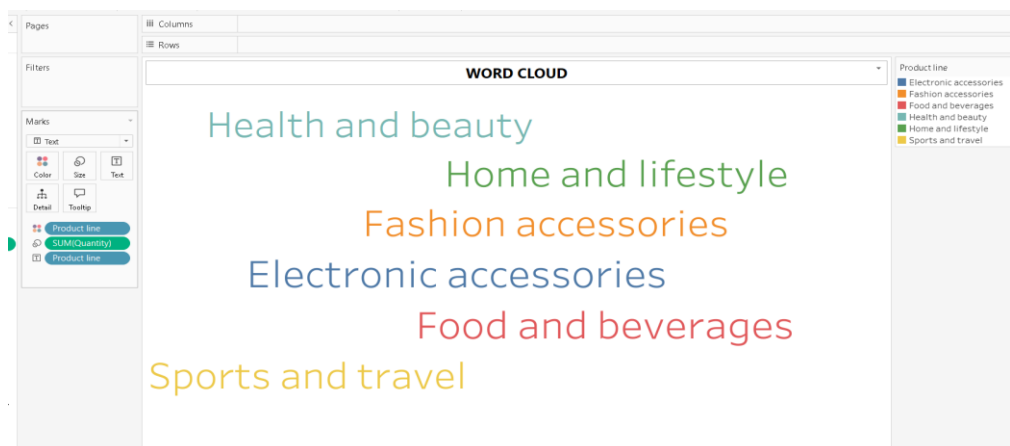 Pages
Columns
Rows
Filters
Marks
Text
Color
Size
Text
Detail
Tooltip
Product line
SUM(Quantity)
Product line
WORD CLOUD
Health and beauty
Home and lifestyle
Fashion accessories
Electronic accessories
Food and beverages
Sports and travel
Product line
Electronic accessories
Fashion accessories
Food and beverages
Health and beauty
Home and lifestyle
Sports and travel